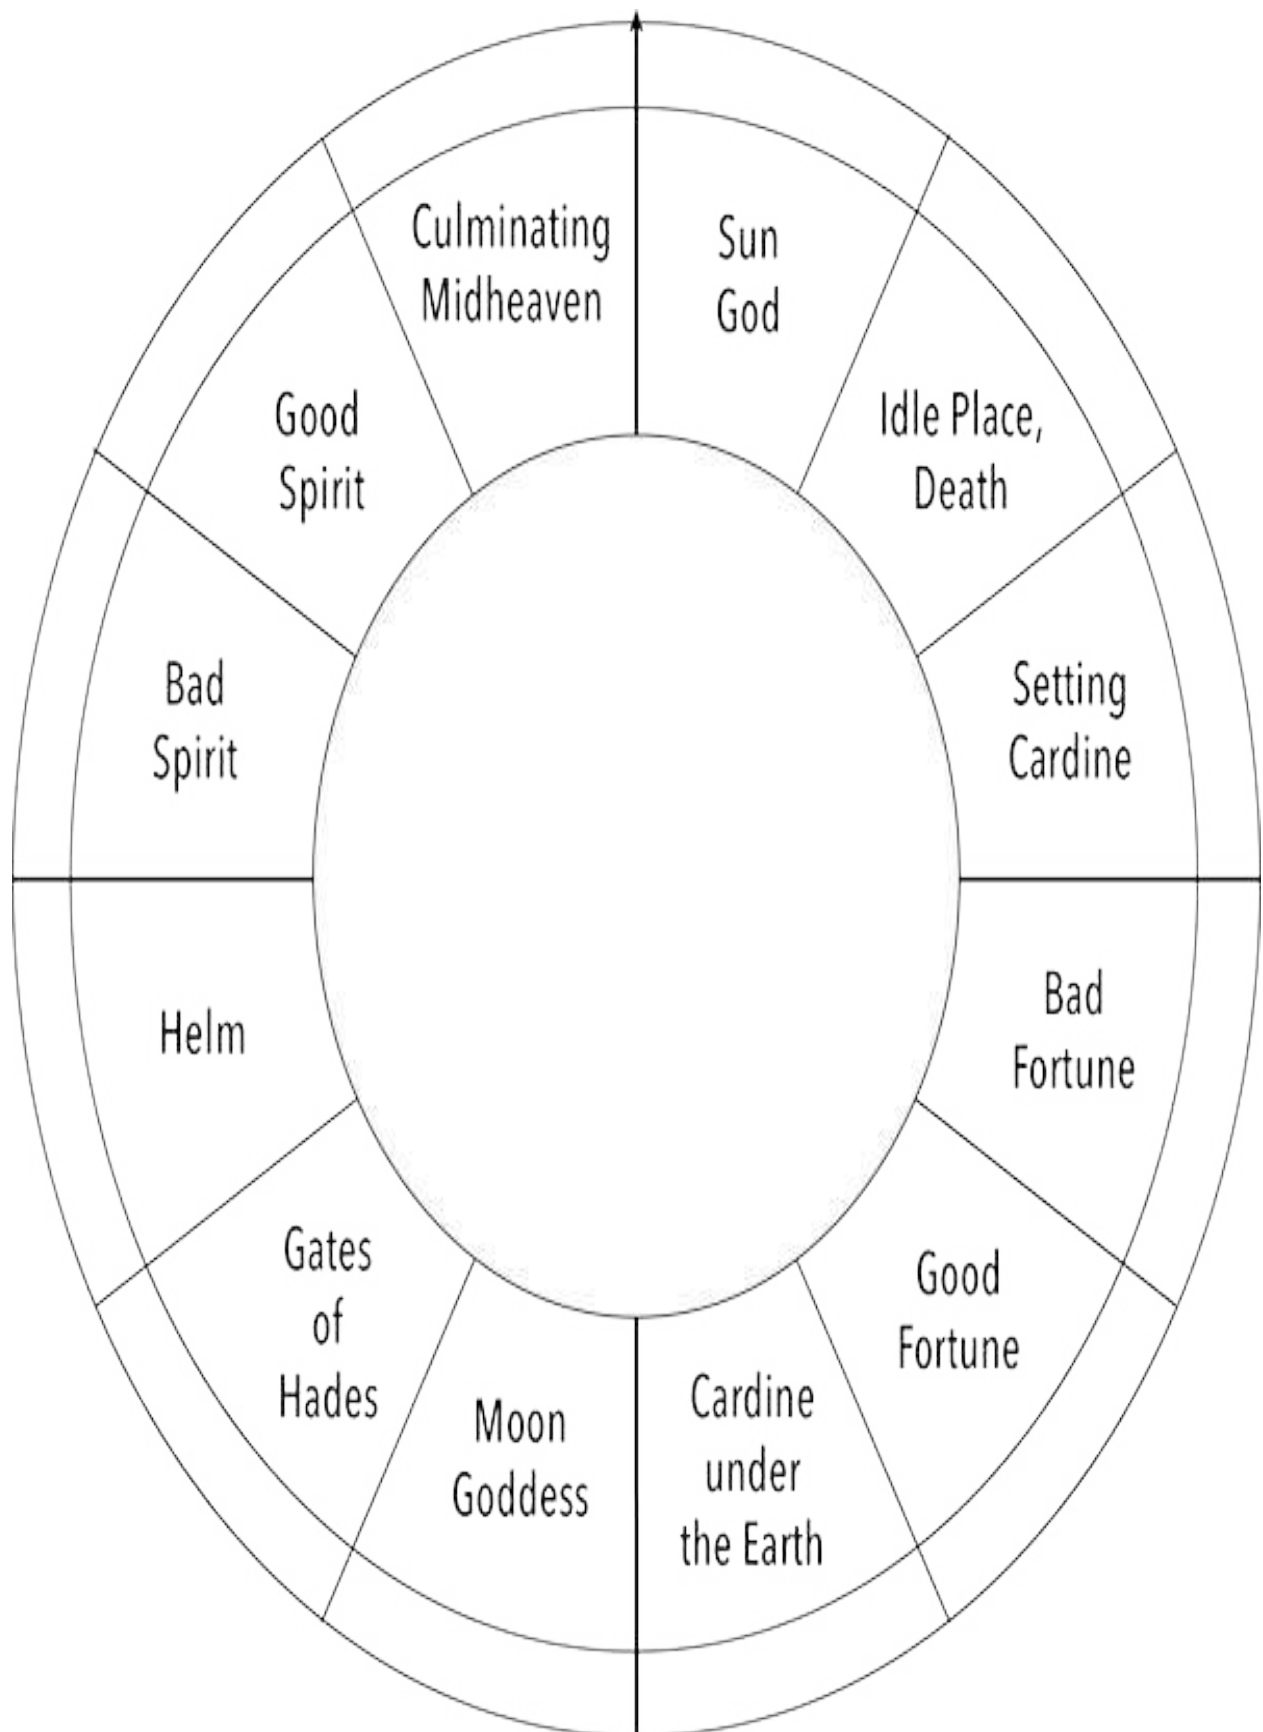 Culminating
Midheaven
Sun
God
Good
Spirit
Idle Place,
Death
Bad
Spirit
Setting
Cardine
Helm
Bad
Fortune
Gates
of
Hades
Good
Fortune
Moon
Goddess
Cardine
under
the Earth